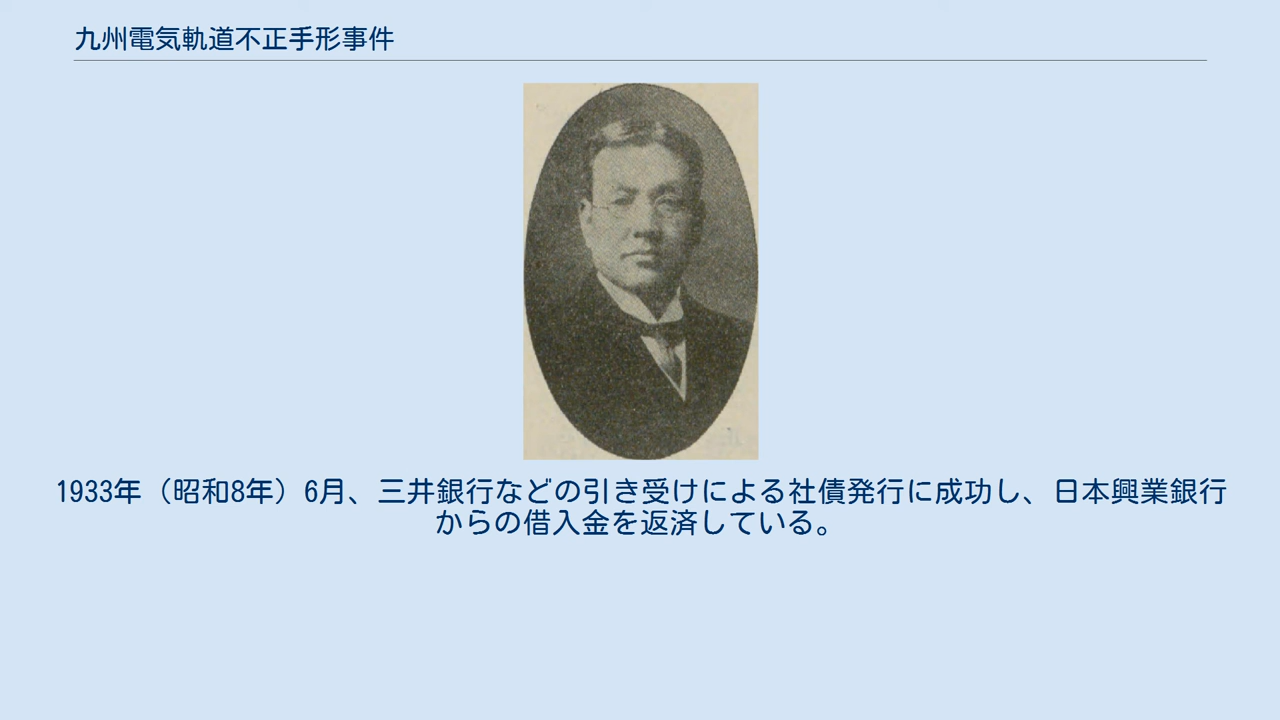 九州電気軌道不正手形事件
1933年（昭和8年）6月、三井銀行などの引き受けによる社債発行に成功し、日本興業銀行
からの借入金を返済している。